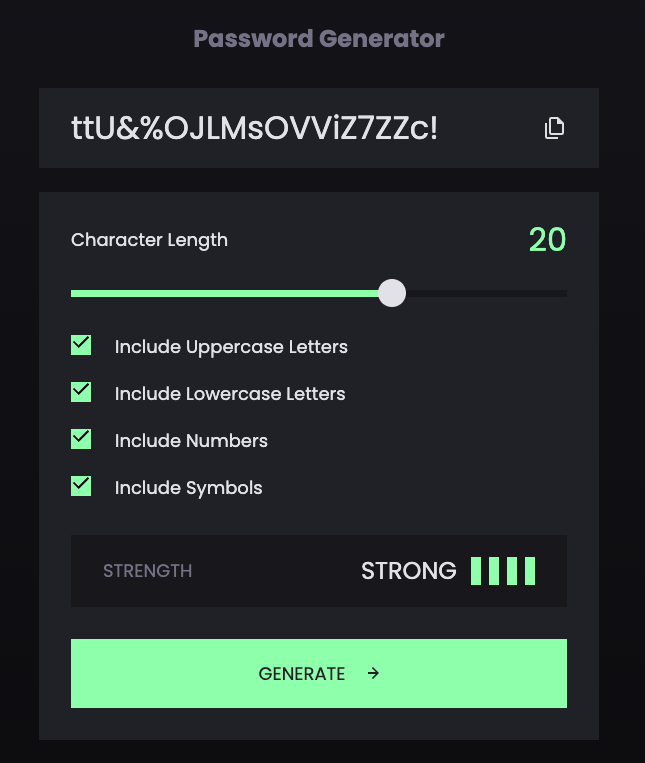 Password Generator
ttU&%OJLMsOVViZ7ZZc!
Character Length 20
Include Uppercase Letters
Include Lowercase Letters
Include Numbers
Include Symbols
STRENGTH STRONG
GENERATE →